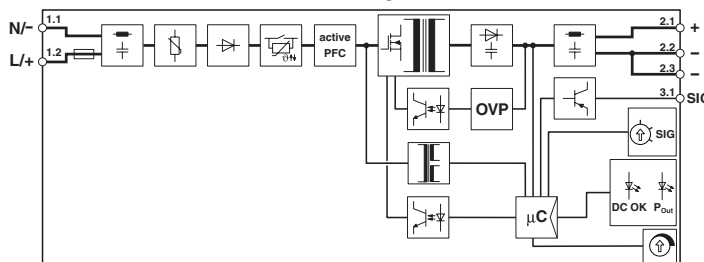 N/-
1.1
L/+
1.2
active
PFC
2.1
+
2.2
−
2.3
−
3.1
SIG
ϑ
OVP
SIG
µC
DC OK
POut